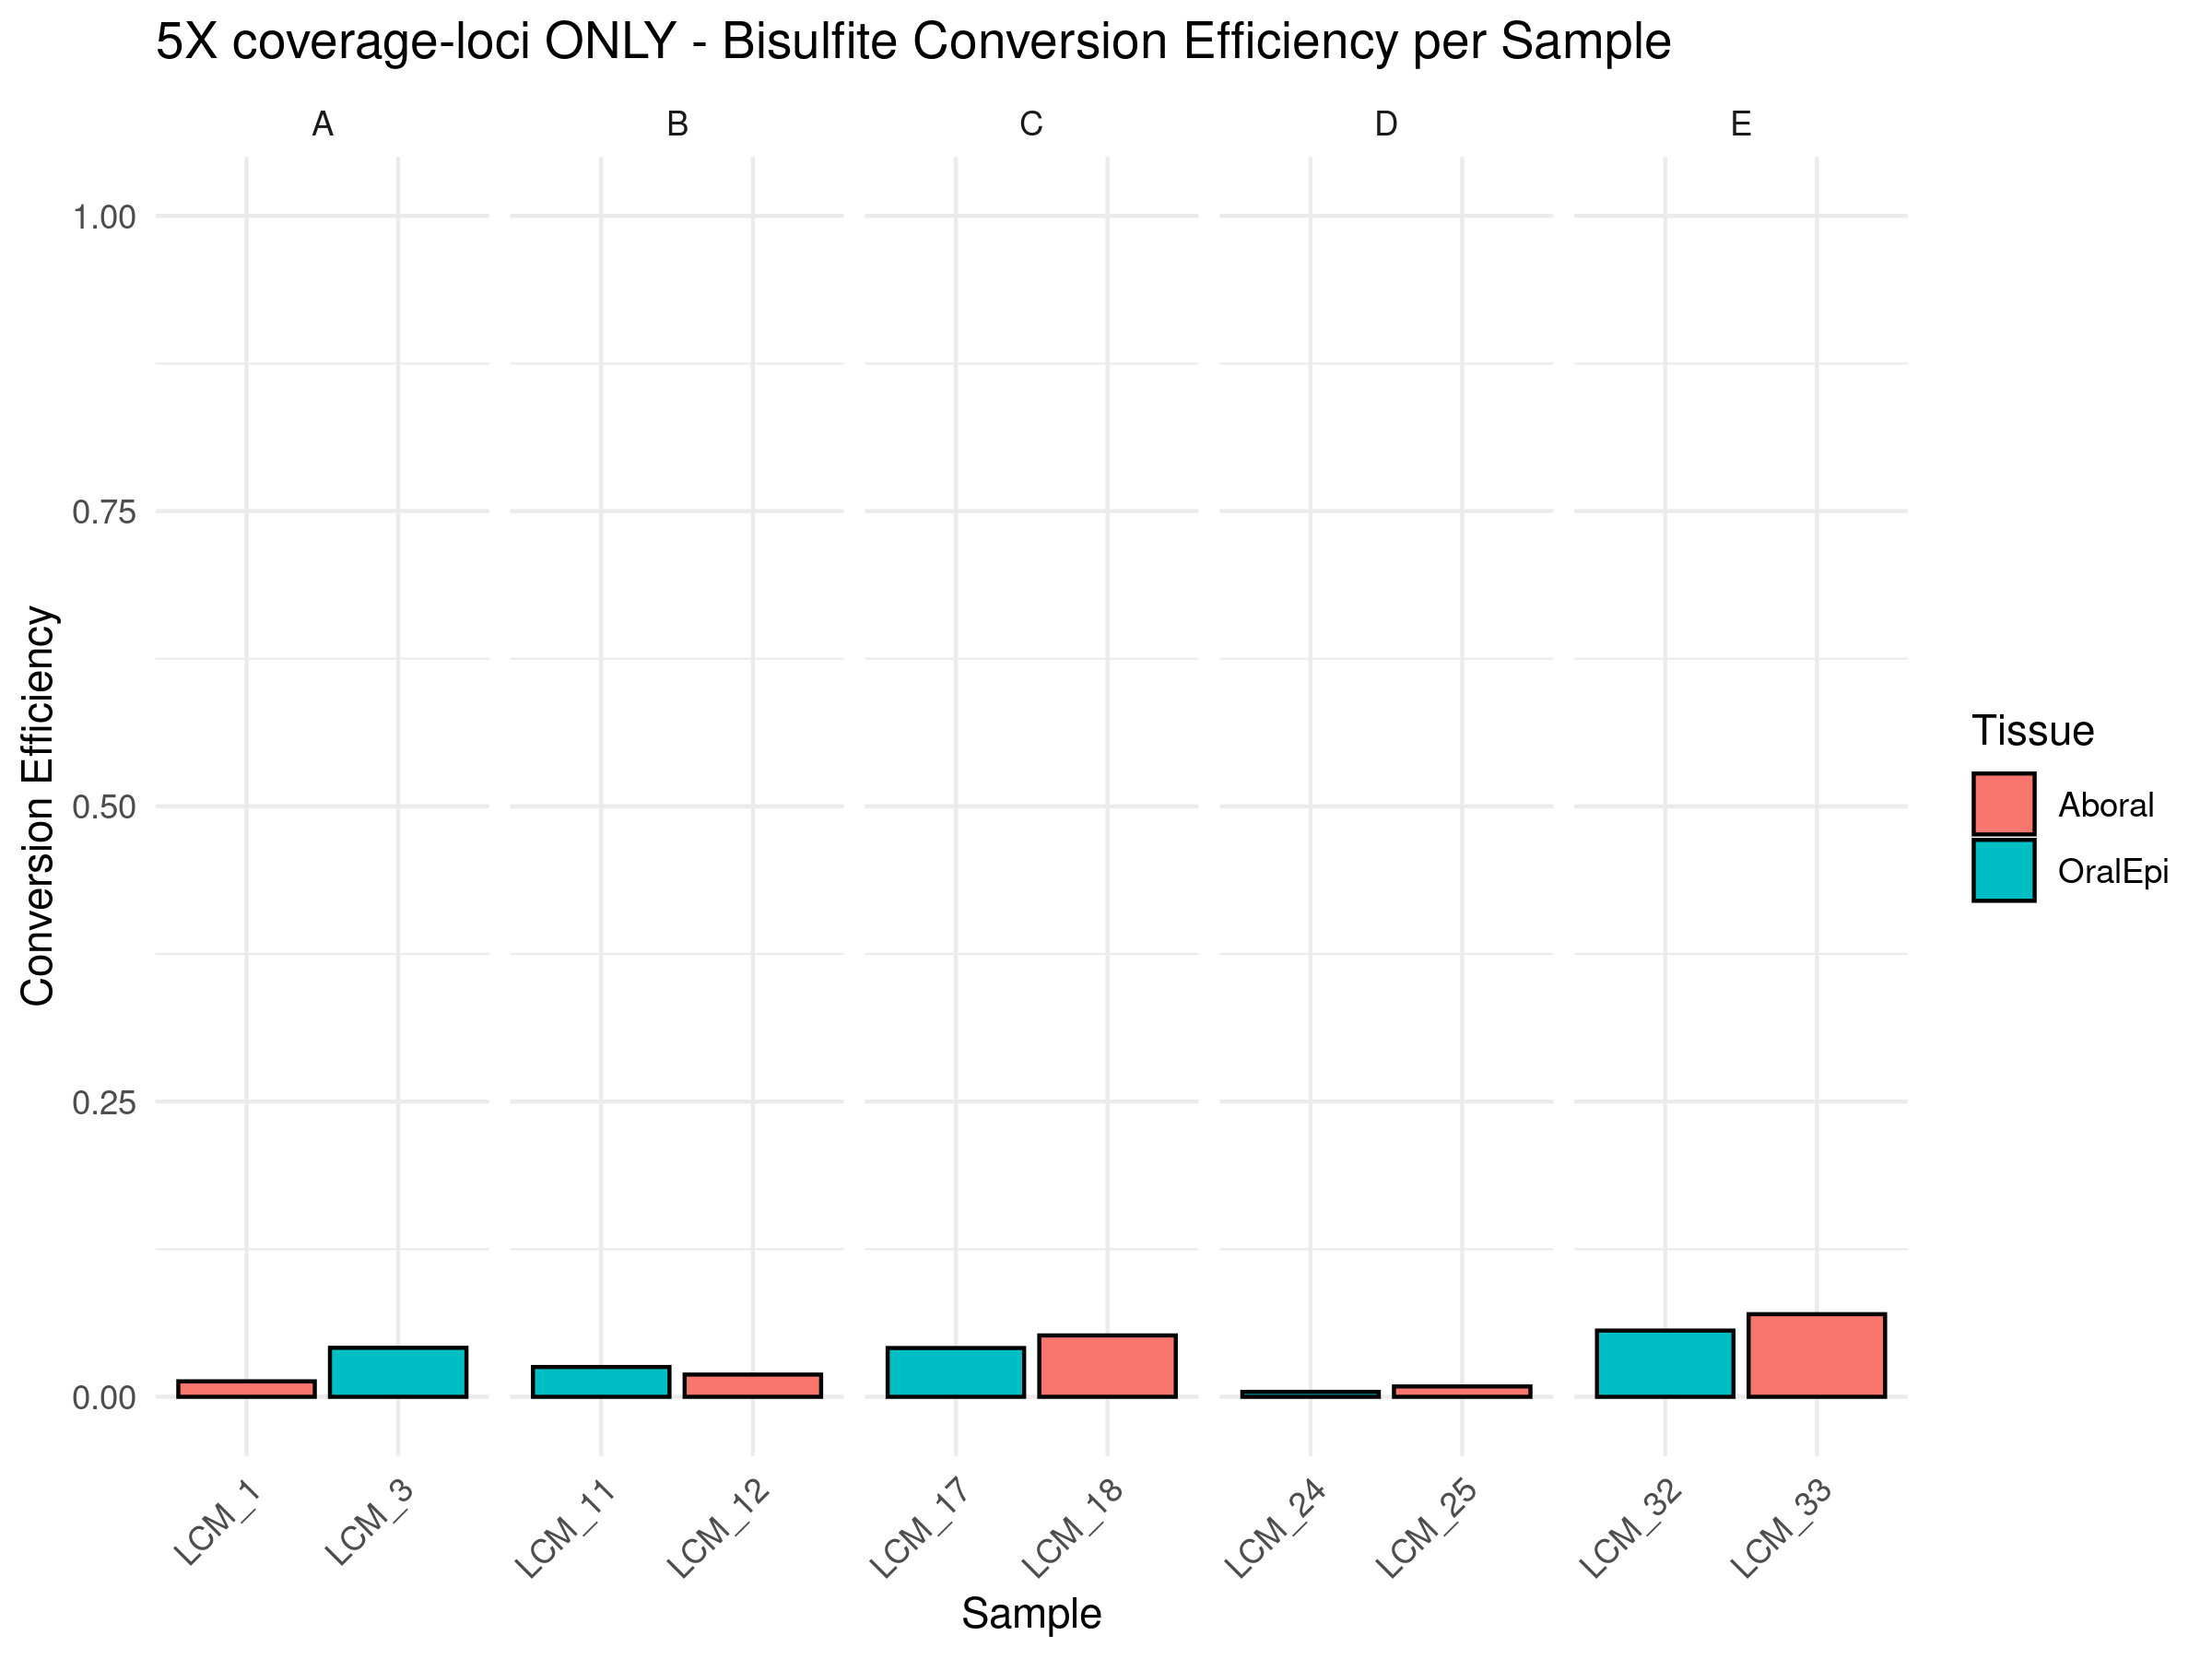 5X coverage-loci ONLY - Bisulfite Conversion Efficiency per Sample
A B C D E
1.00
0.75
0.50
0.25
0.00
Conversion Efficiency
LCM_1 LCM_3 LCM_11 LCM_12 LCM_17 LCM_18 LCM_24 LCM_25 LCM_32 LCM_33
Sample
Tissue
Aboral
OralEpi